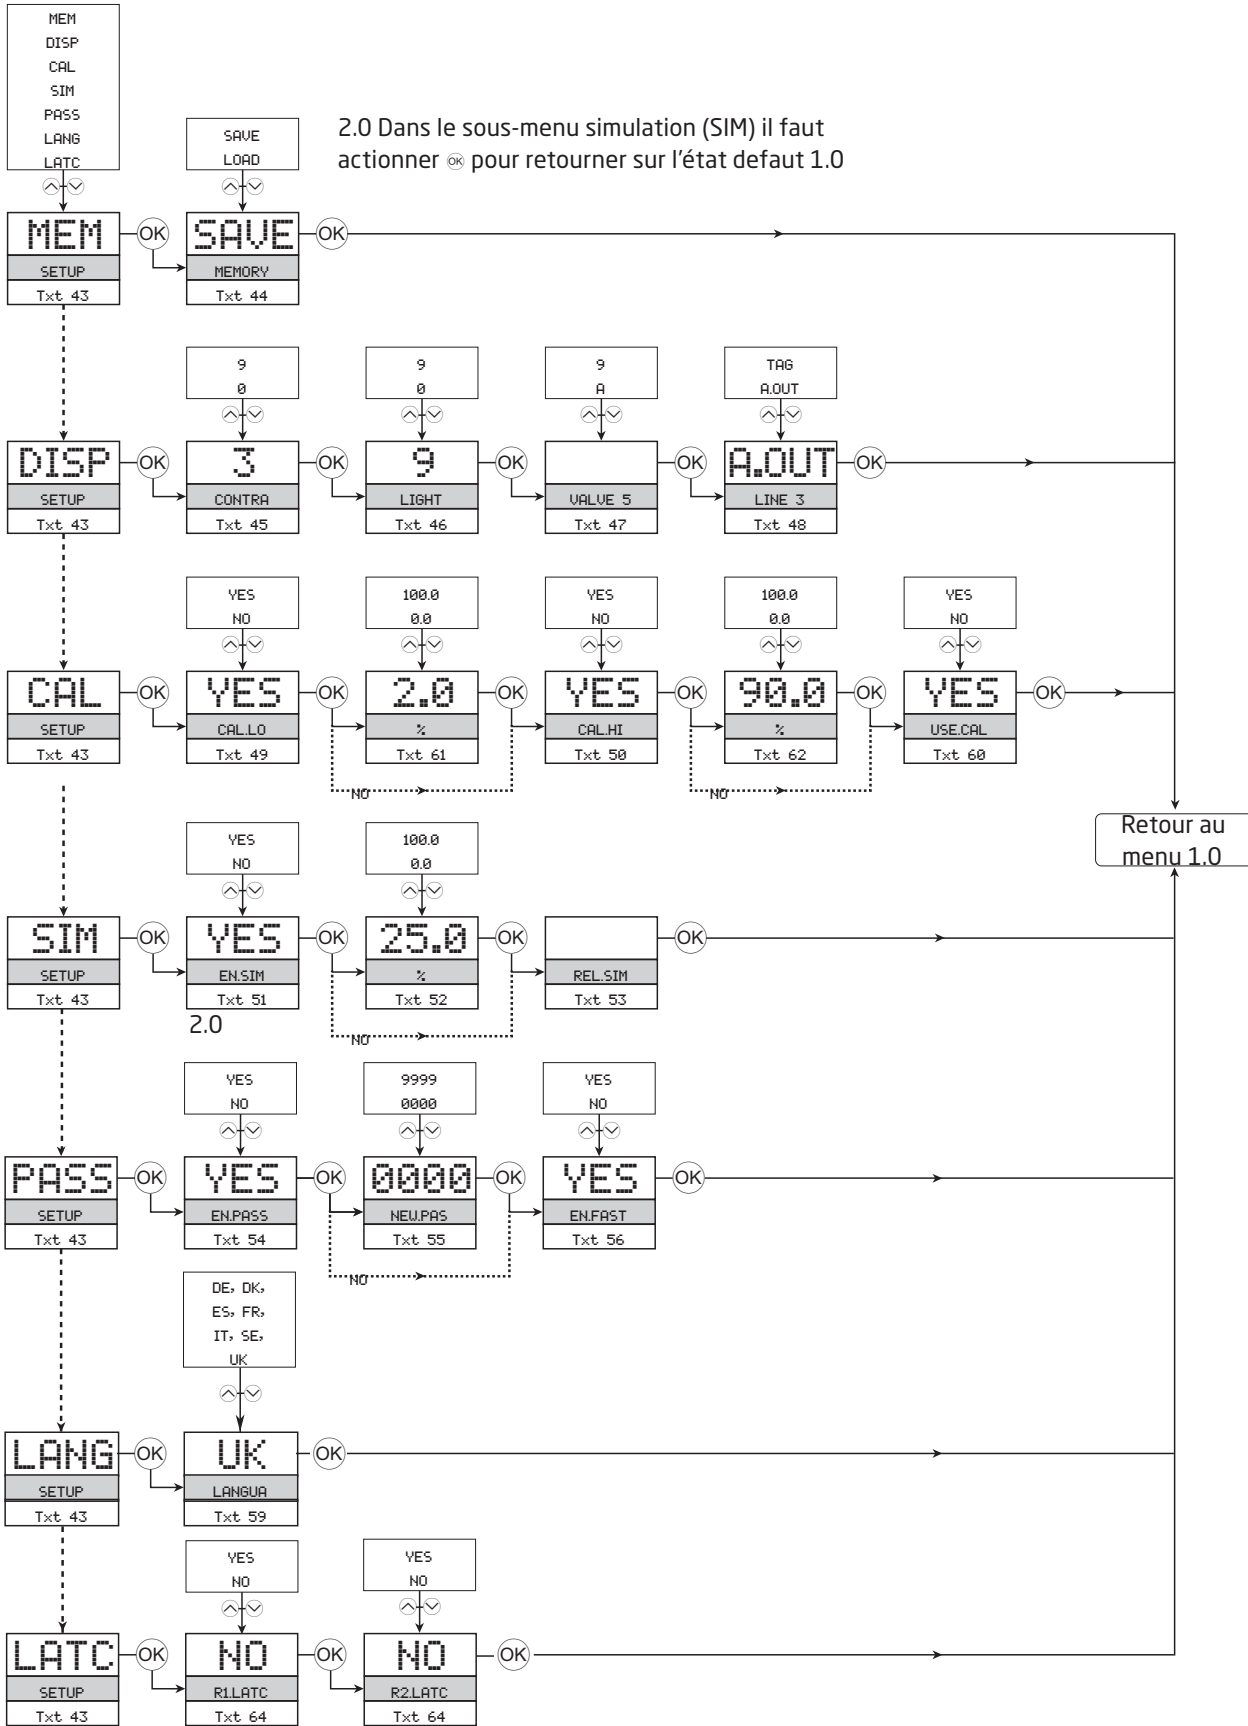 MEM
DISP
CAL
SIM
PASS
LANG
LATC
SAVE
LOAD
2.0 Dans le sous-menu simulation (SIM) il faut
actionner OK pour retourner sur l'état defaut 1.0
MEM OK SAVE OK
SETUP MEMORY
Txt 43 Txt 44
9 9 9 TAG
0 0 A A.OUT
DISP OK 3 OK 9 OK OK A.OUT OK
SETUP CONTRA LIGHT VALVE 5 LINE 3
Txt 43 Txt 45 Txt 46 Txt 47 Txt 48
YES 100.0 YES 100.0 YES
NO 0.0 NO 0.0 NO
CAL OK YES OK 2.0 OK YES OK 90.0 OK YES OK
SETUP CAL.LO % CAL.HI % USE.CAL
Txt 43 Txt 49 Txt 61 Txt 50 Txt 62 Txt 60
NO NO
Retour au
menu 1.0
YES 100.0
NO 0.0
SIM OK YES OK 25.0 OK OK
SETUP EN.SIM % REL.SIM
Txt 43 Txt 51 Txt 52 Txt 53
2.0
NO
YES 9999 YES
NO 0000 NO
PASS OK YES OK 0000 OK YES OK
SETUP EN.PASS NEW.PAS EN.FAST
Txt 43 Txt 54 Txt 55 Txt 56
NO
DE, DK,
ES, FR,
IT, SE,
UK
LANG OK UK OK
SETUP LANGUA
Txt 43 Txt 59
YES YES
NO NO
LATC OK NO OK NO OK
SETUP R1.LATC R2.LATC
Txt 43 Txt 64 Txt 64